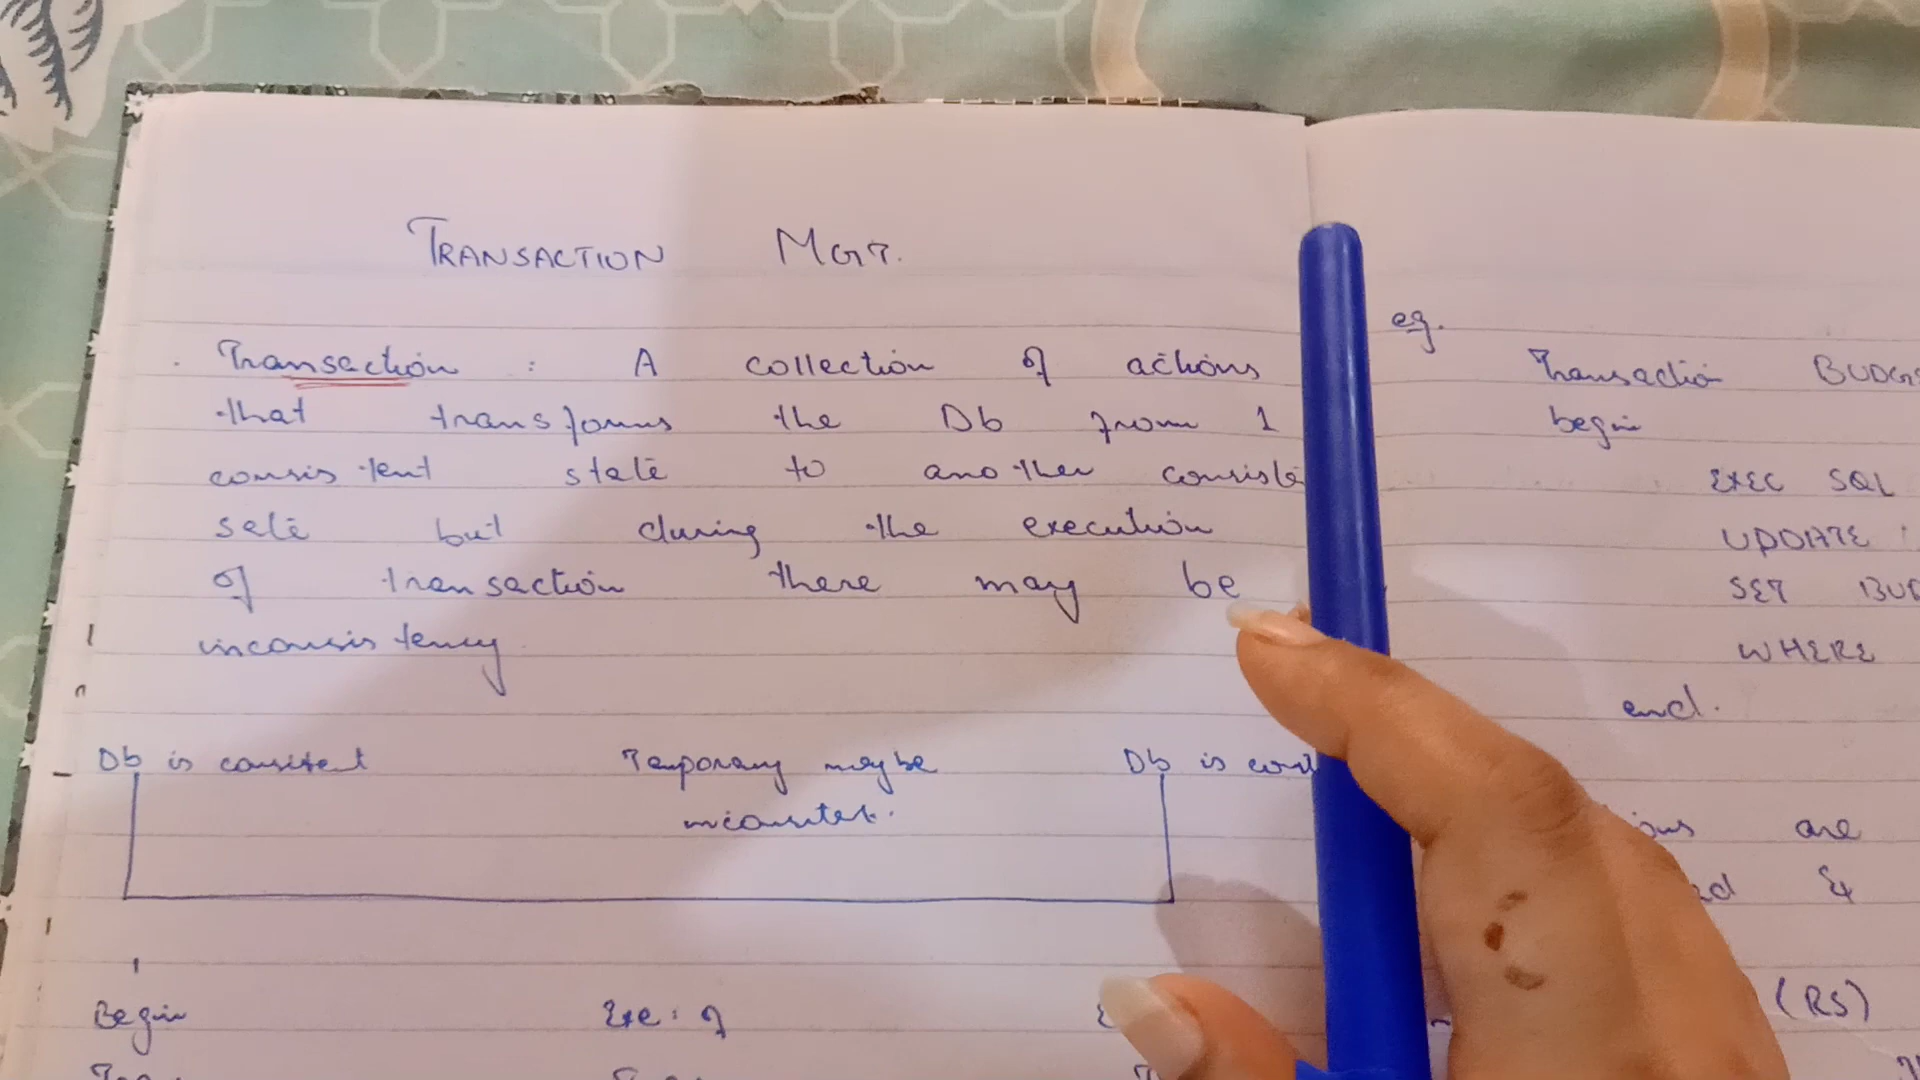 TRANSACTION MGT.
Transaction : A collection of actions
that transforms the Db from 1
consistent state to another consiste
sate but during the execution
of transaction there may be
inconsistency.
Db is consitent Temporary maybe Db is
inconsitet.
Begin Exe: of
eg.
Transaction BUDG
begin
EXEC SQL
UPDATE
SET BUD
WHERE
end.
are
&
(RS)